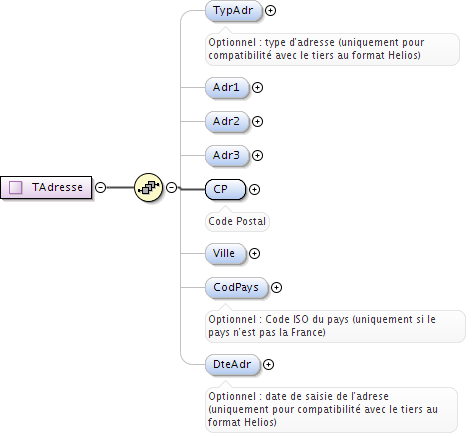 TypAdr
Optionnel : type d'adresse (uniquement pour
compatibilité avec le tiers au format Helios)
Adr1
Adr2
Adr3
TAdresse
CP
Code Postal
Ville
CodPays
Optionnel : Code ISO du pays (uniquement si le
pays n'est pas la France)
DteAdr
Optionnel : date de saisie de l'adrese
(uniquement pour compatibilité avec le tiers au
format Helios)